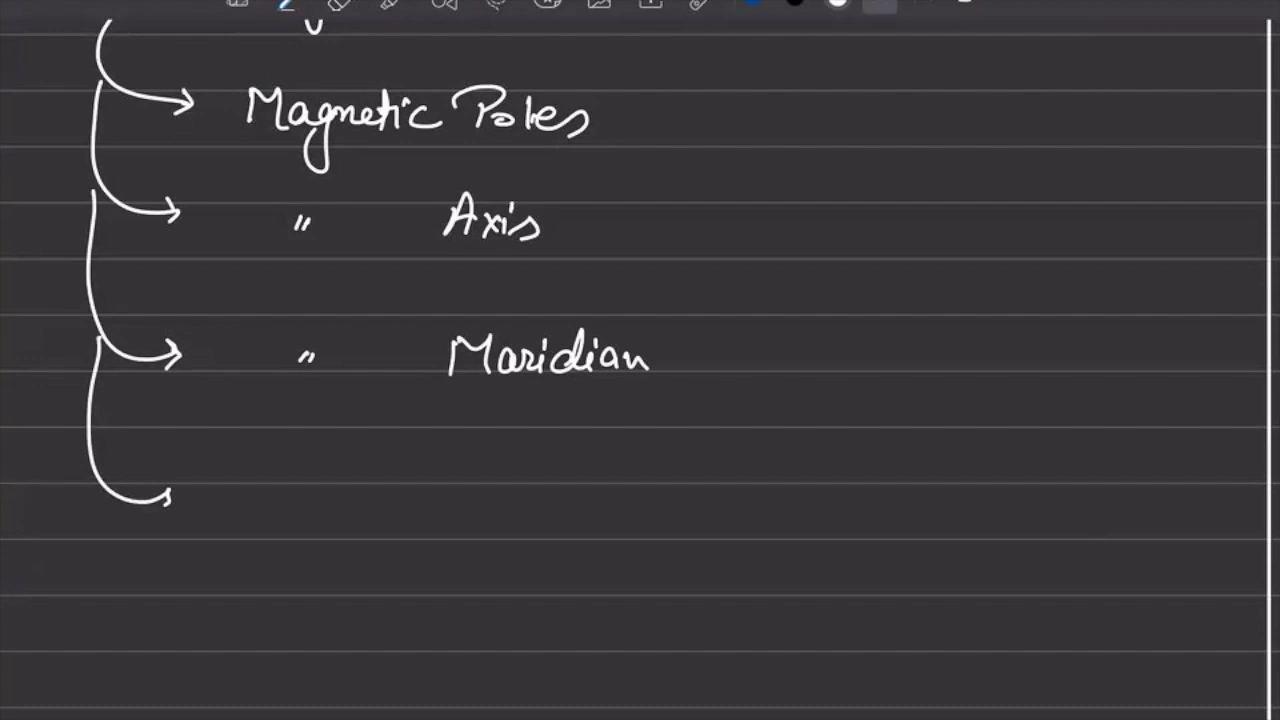 Magnetic Poles
" Axis
" Maridian